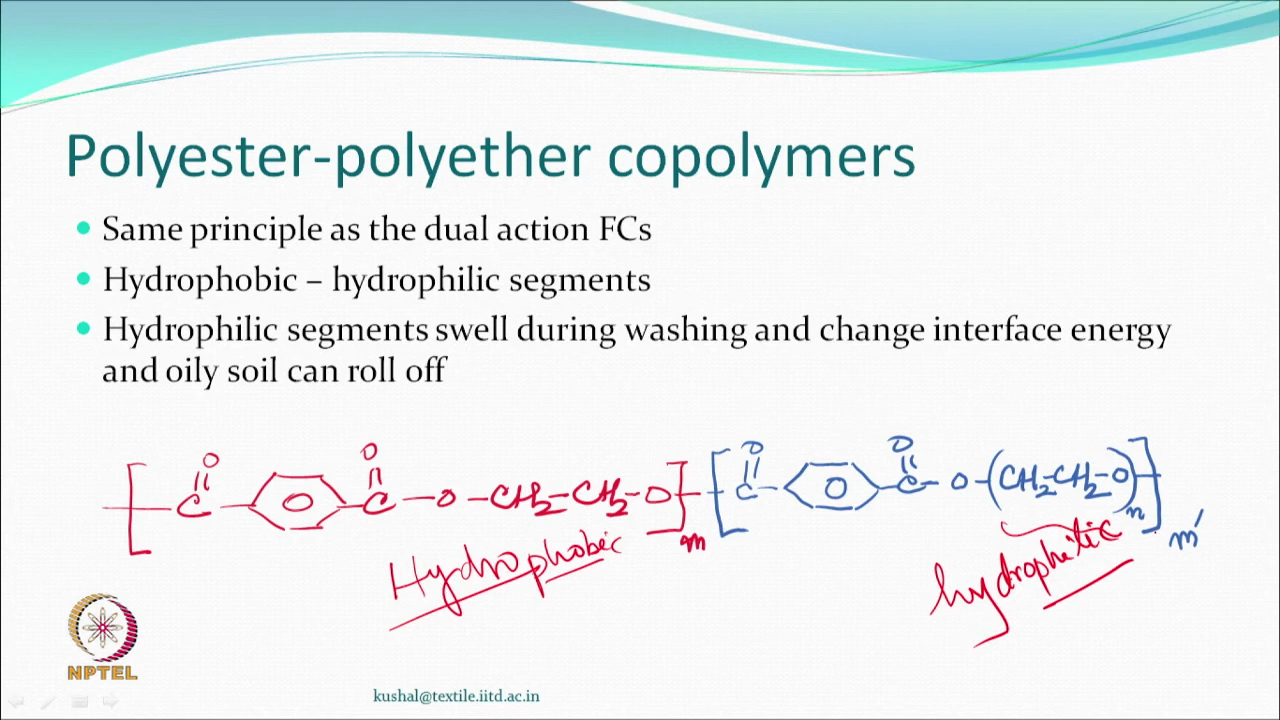 Polyester-polyether copolymers
Same principle as the dual action FCs
Hydrophobic – hydrophilic segments
Hydrophilic segments swell during washing and change interface energy
and oily soil can roll off
O O O O
C C O CH2 CH2 O m C C O (CH2 CH2 O)n m'
Hydrophobic hydrophilic
NPTEL
kushal@textile.iitd.ac.in